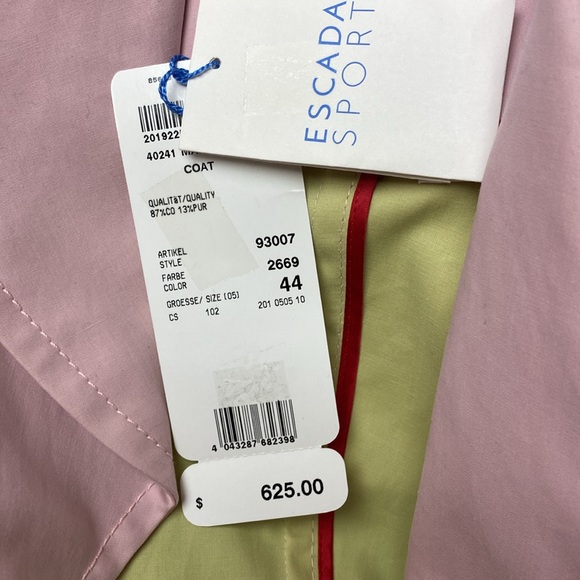 ESCADA
SPORT
201922
40241
COAT
QUALITÄT/QUALITY
87%CO 13%PUR
ARTIKEL
STYLE 93007
FARBE
COLOR 2669
44
GROESSE/ SIZE (05) 201 0505 10
CS 102
4 043287 682398
$ 625.00